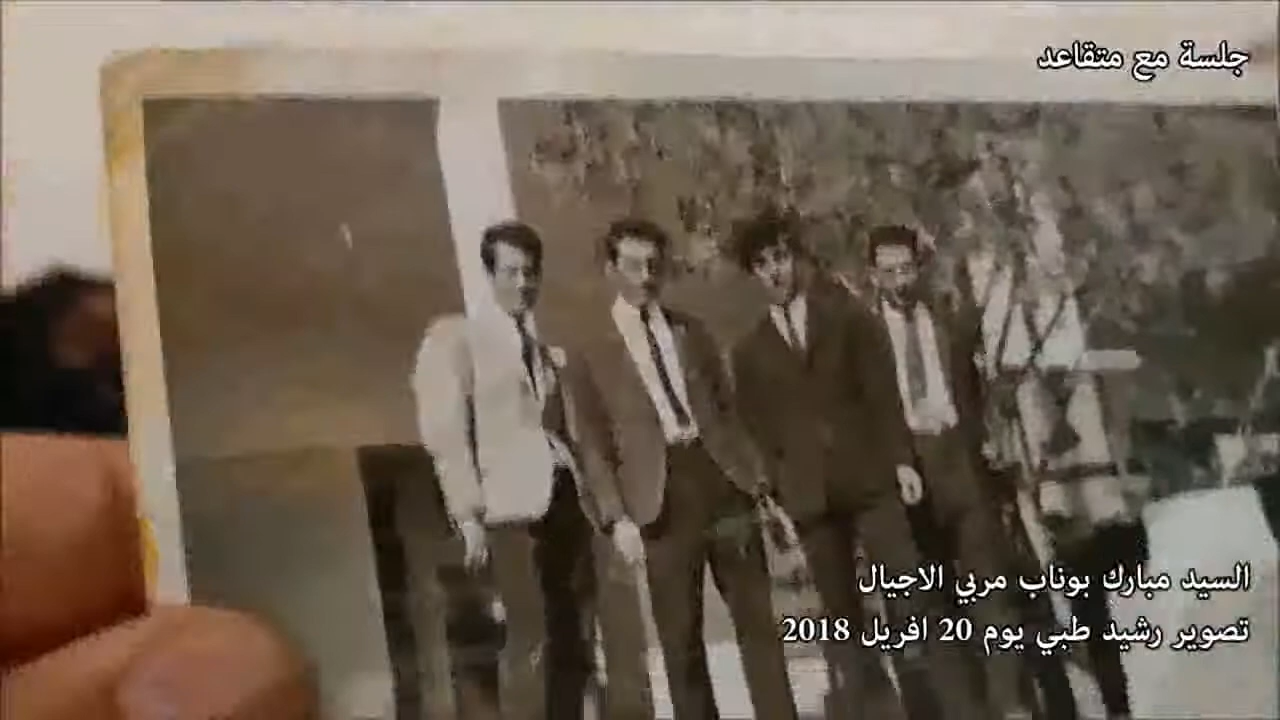 جلسة مع متقاعد
السيد مبارك بوناب مربي الاجيال
تصوير رشيد طبي يوم 20 افريل 2018